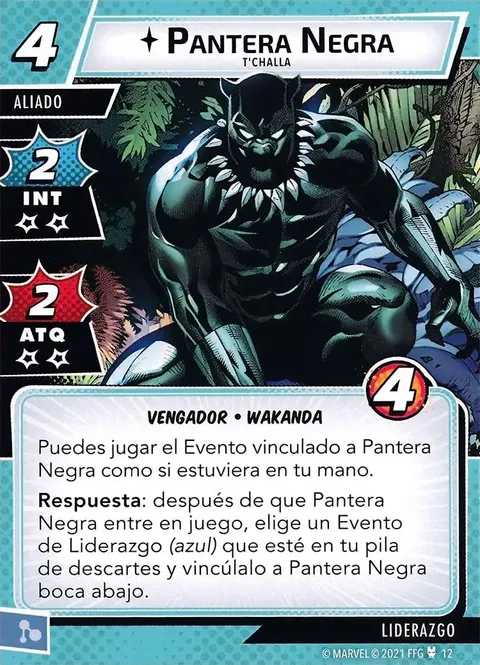 4
PANTERA NEGRA
T'CHALLA
ALIADO
2
INT
2
ATQ
4
VENGADOR • WAKANDA
Puedes jugar el Evento vinculado a Pantera
Negra como si estuviera en tu mano.
Respuesta: después de que Pantera
Negra entre en juego, elige un Evento
de Liderazgo (azul) que esté en tu pila
de descartes y vincúlalo a Pantera Negra
boca abajo.
LIDERAZGO
© MARVEL © 2021 FFG 12